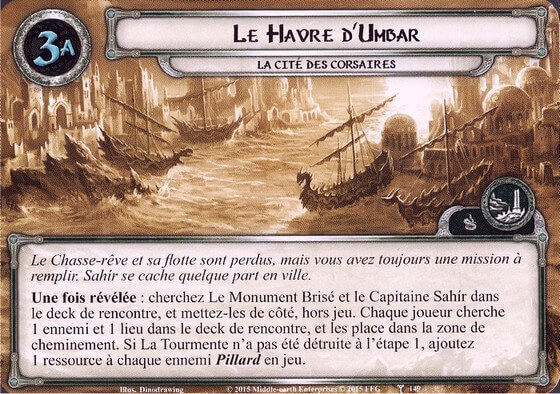 3A
LE HAVRE D'UMBAR
LA CITÉ DES CORSAIRES
Le Chasse-rêve et sa flotte sont perdus, mais vous avez toujours une mission à
remplir. Sahír se cache quelque part en ville.
Une fois révélée : cherchez Le Monument Brisé et le Capitaine Sahír dans
le deck de rencontre, et mettez-les de côté, hors jeu. Chaque joueur cherche
1 ennemi et 1 lieu dans le deck de rencontre, et les place dans la zone de
cheminement. Si La Tourmente n'a pas été détruite à l'étape 1, ajoutez
1 ressource à chaque ennemi Pillard en jeu.
Illus. Dinodrawing © 2015 Middle-earth Enterprises © 2015 FFG 149